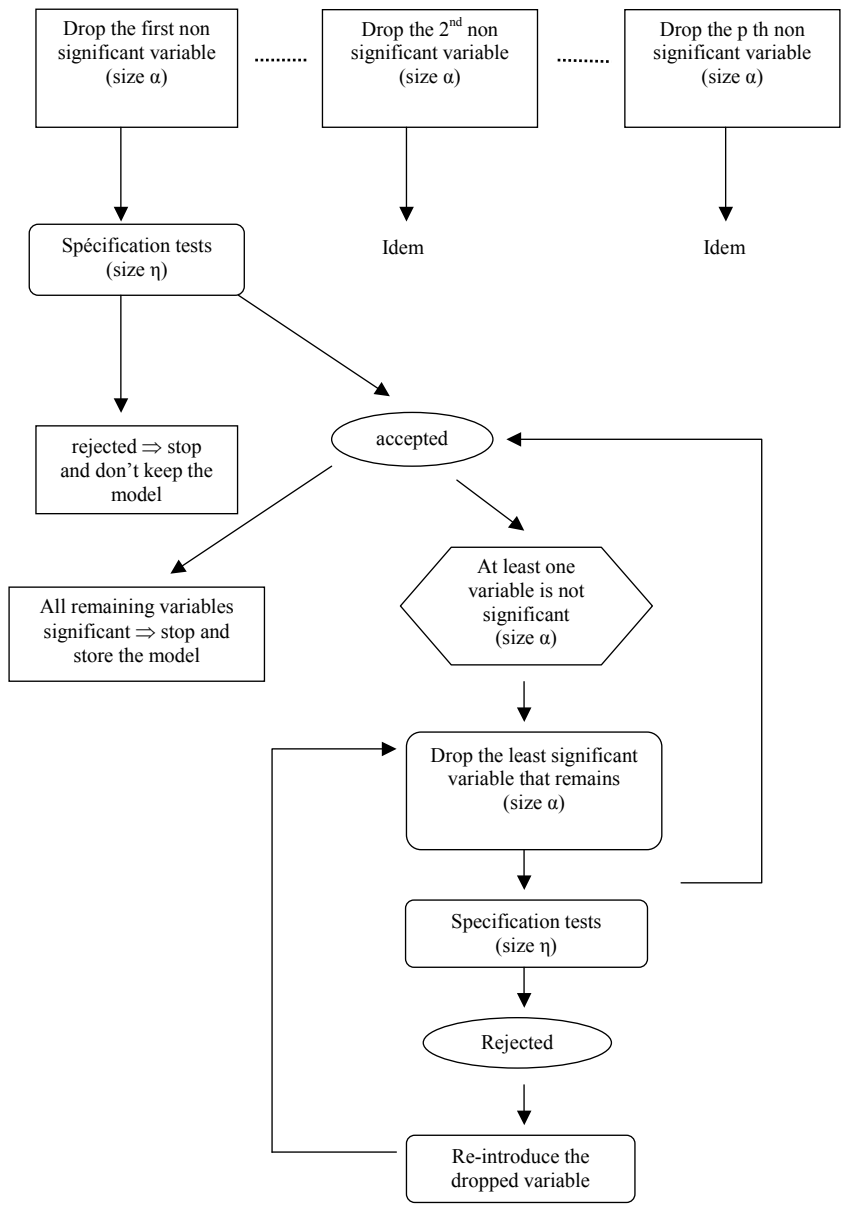 Drop the first non
significant variable
(size α)
Drop the 2nd non
significant variable
(size α)
Drop the p th non
significant variable
(size α)
Spécification tests
(size η)
Idem
Idem
rejected ⇒ stop
and don't keep the
model
accepted
All remaining variables
significant ⇒ stop and
store the model
At least one
variable is not
significant
(size α)
Drop the least significant
variable that remains
(size α)
Specification tests
(size η)
Rejected
Re-introduce the
dropped variable